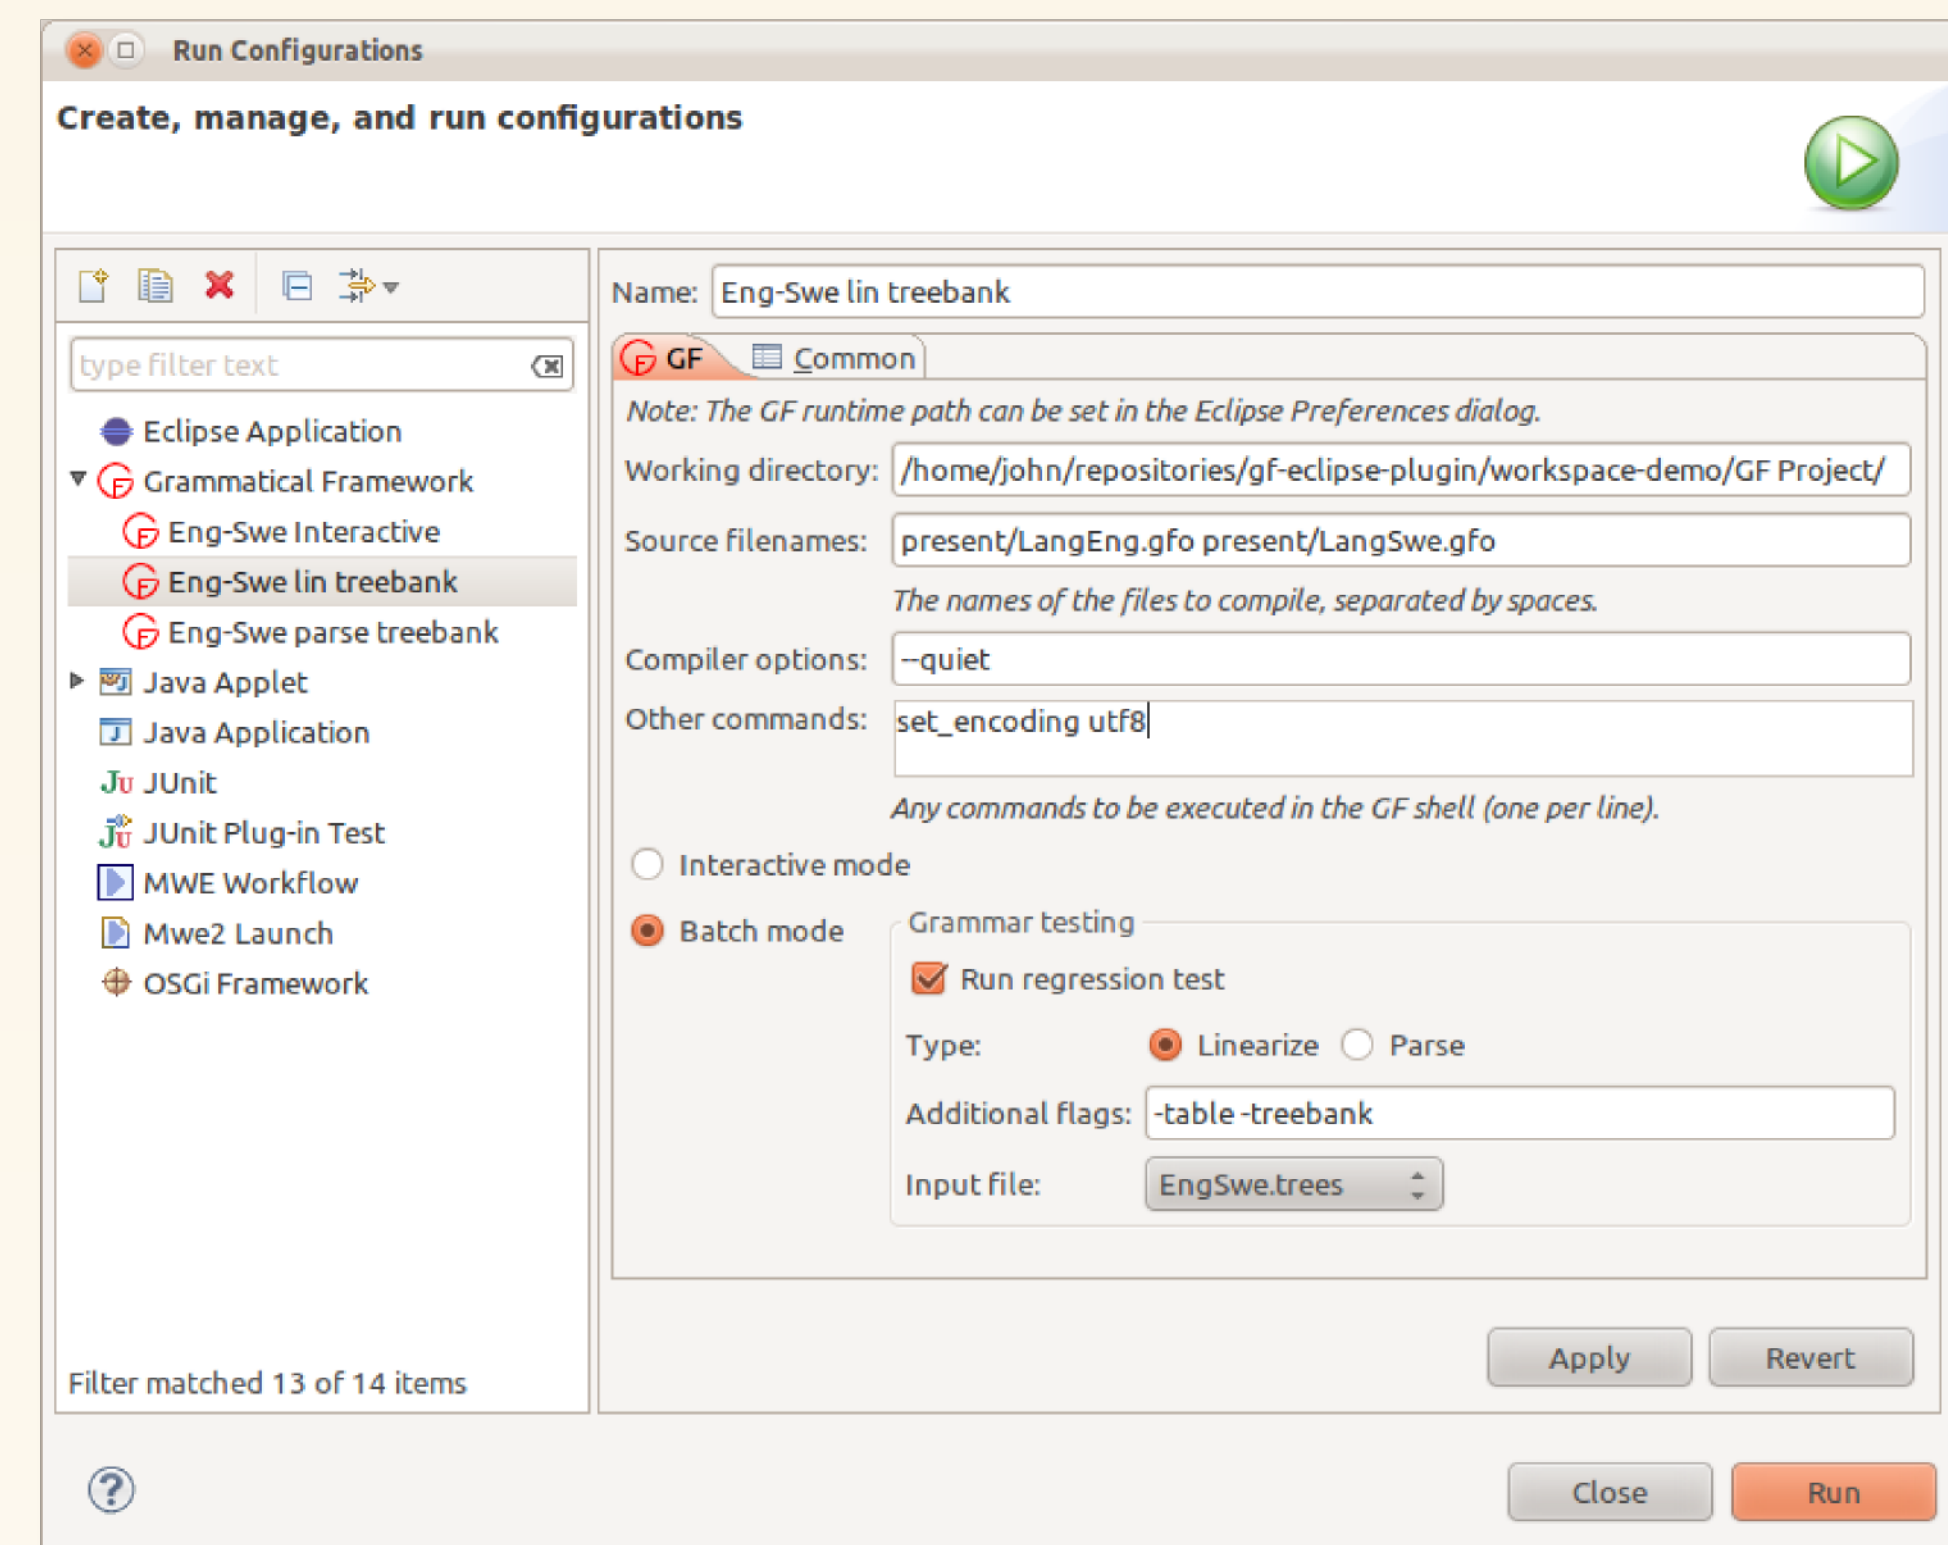 Run Configurations
Create, manage, and run configurations
type filter text
Eclipse Application
Grammatical Framework
Eng-Swe Interactive
Eng-Swe lin treebank
Eng-Swe parse treebank
Java Applet
Java Application
JUnit
JUnit Plug-in Test
MWE Workflow
Mwe2 Launch
OSGi Framework
Filter matched 13 of 14 items
Name: Eng-Swe lin treebank
GF Common
Note: The GF runtime path can be set in the Eclipse Preferences dialog.
Working directory: /home/john/repositories/gf-eclipse-plugin/workspace-demo/GF Project/
Source filenames: present/LangEng.gfo present/LangSwe.gfo
The names of the files to compile, separated by spaces.
Compiler options: --quiet
Other commands: set_encoding utf8
Any commands to be executed in the GF shell (one per line).
Interactive mode
Batch mode
Grammar testing
Run regression test
Type: Linearize Parse
Additional flags: -table -treebank
Input file: EngSwe.trees
Apply Revert
Close Run